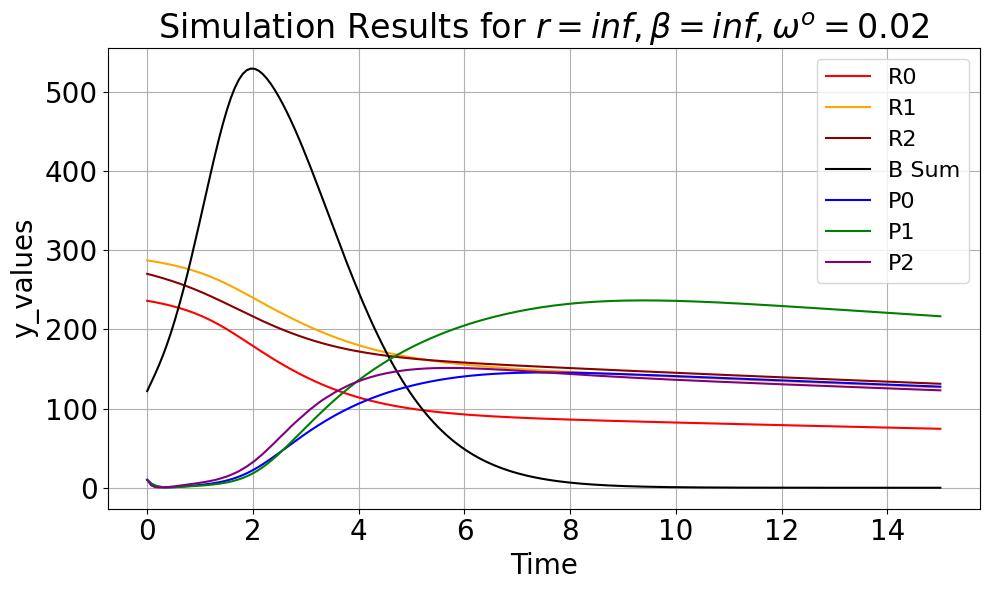 Simulation Results for r = inf, β = inf, ωᵒ = 0.02
R0
R1
R2
B Sum
P0
P1
P2
500
400
300
200
100
0
y_values
0 2 4 6 8 10 12 14
Time